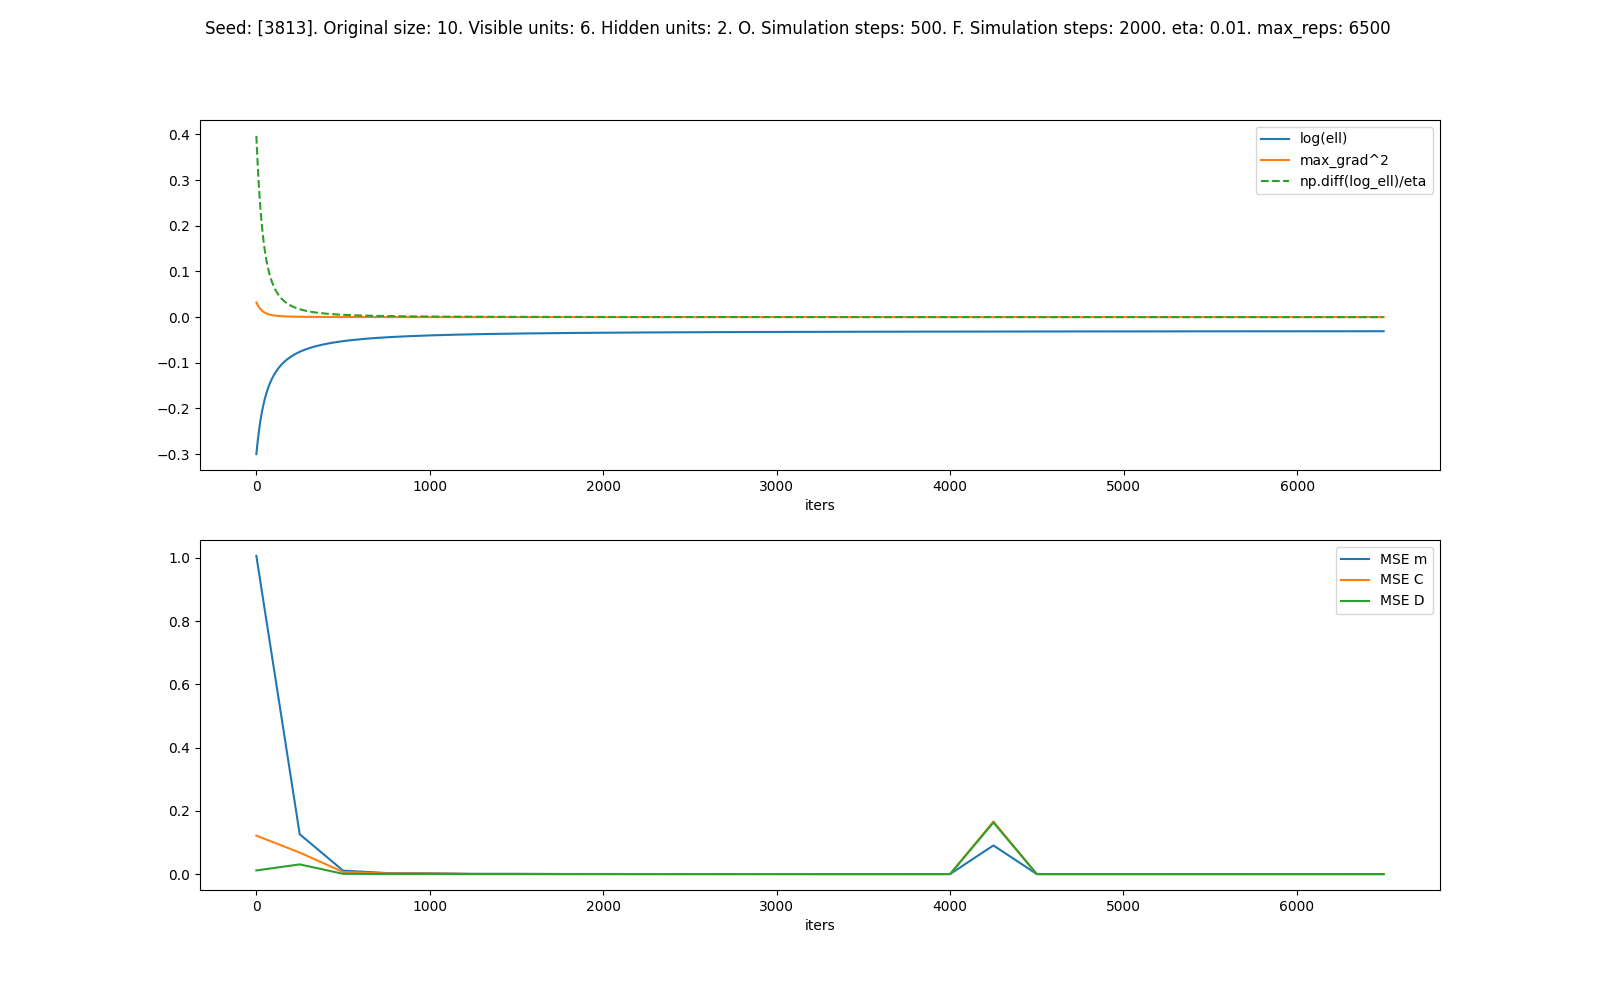 Seed: [3813]. Original size: 10. Visible units: 6. Hidden units: 2. O. Simulation steps: 500. F. Simulation steps: 2000. eta: 0.01. max_reps: 6500
0.4
0.3
0.2
0.1
0.0
−0.1
−0.2
−0.3
log(ell)
max_grad^2
np.diff(log_ell)/eta
0 1000 2000 3000 4000 5000 6000
iters
1.0
0.8
0.6
0.4
0.2
0.0
MSE m
MSE C
MSE D
0 1000 2000 3000 4000 5000 6000
iters